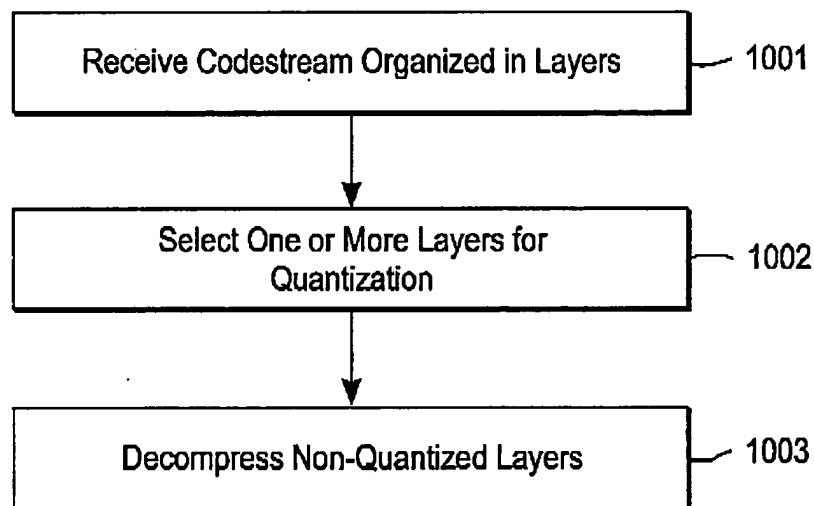 Receive Codestream Organized in Layers
1001
Select One or More Layers for
Quantization
1002
Decompress Non-Quantized Layers
1003